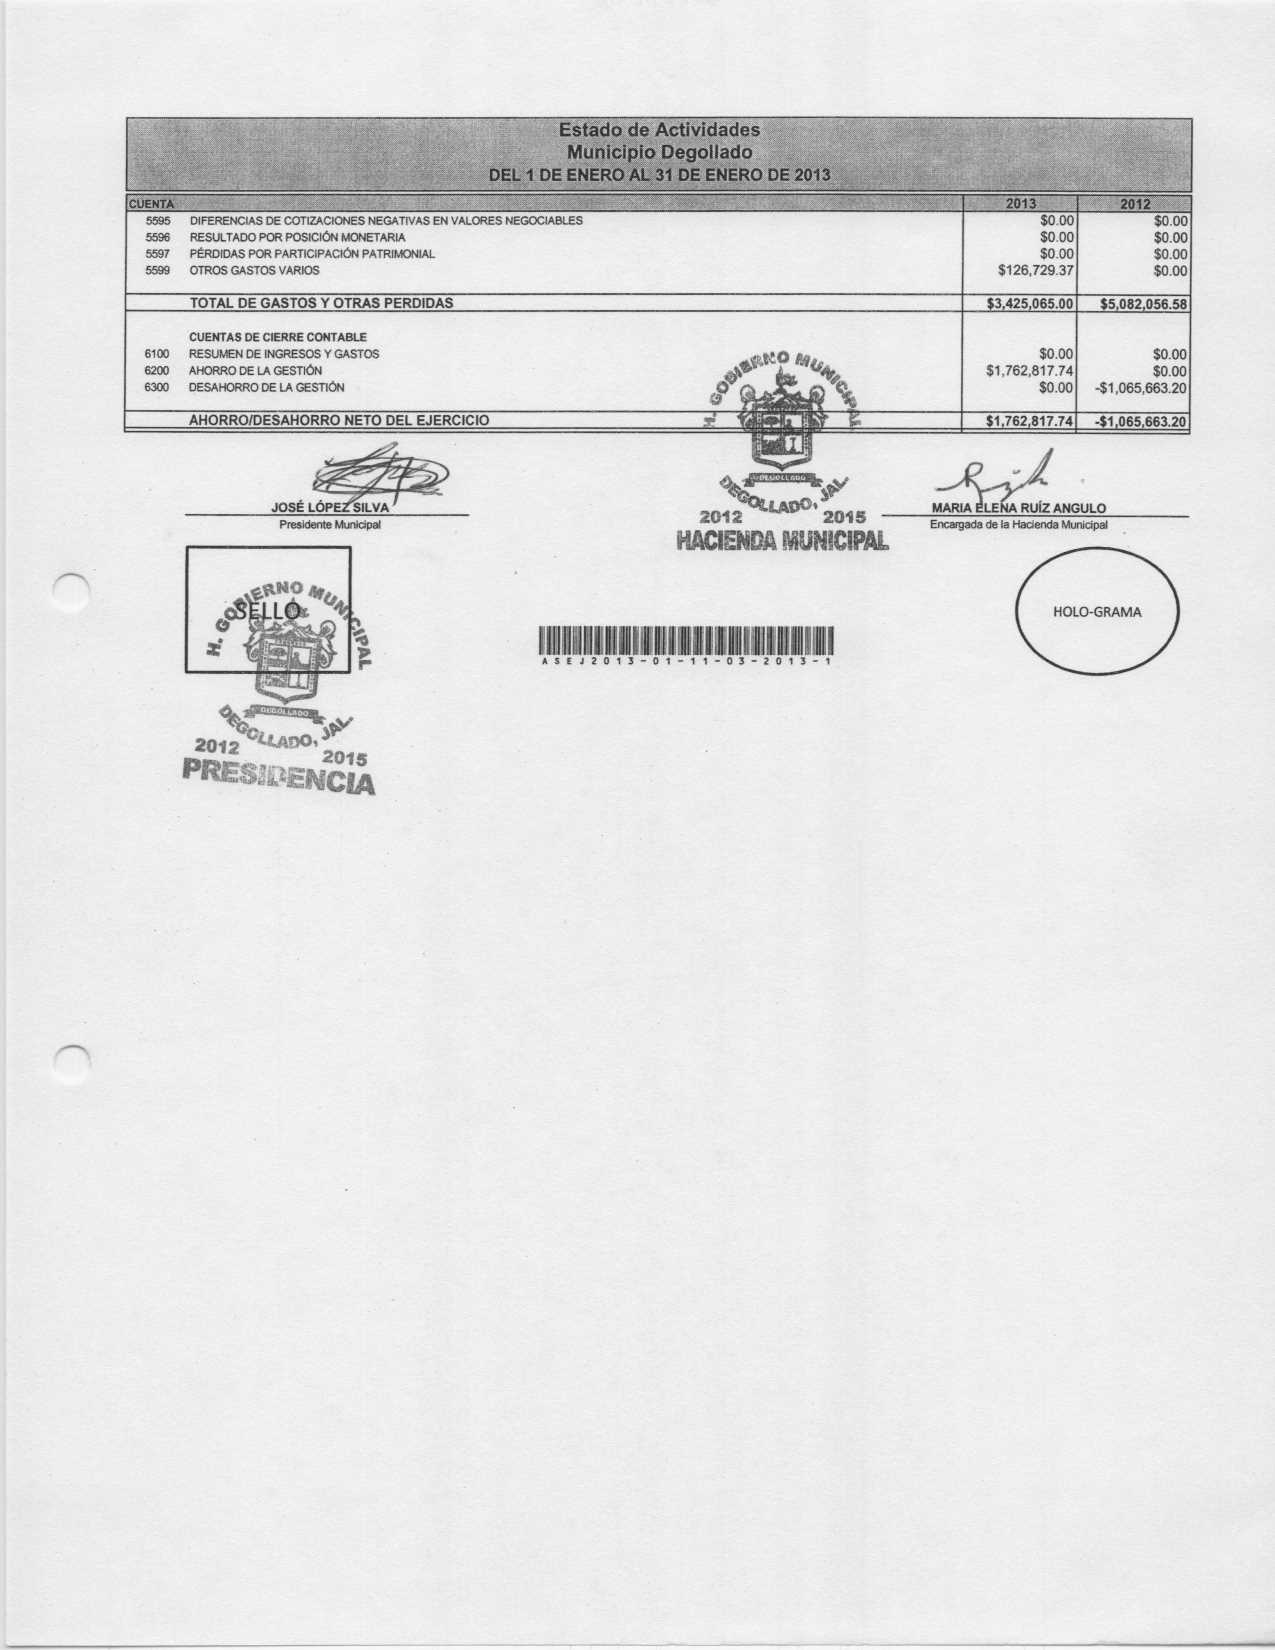 Estado de Actividades
Municipio Degollado
DEL 1 DE ENERO AL 31 DE ENERO DE 2013
CUENTA 2013 2012
5595 DIFERENCIAS DE COTIZACIONES NEGATIVAS EN VALORES NEGOCIABLES $0.00 $0.00
5596 RESULTADO POR POSICIÓN MONETARIA $0.00 $0.00
5597 PÉRDIDAS POR PARTICIPACIÓN PATRIMONIAL $0.00 $0.00
5599 OTROS GASTOS VARIOS $126,729.37 $0.00
TOTAL DE GASTOS Y OTRAS PERDIDAS $3,425,065.00 $5,082,056.58
CUENTAS DE CIERRE CONTABLE
6100 RESUMEN DE INGRESOS Y GASTOS $0.00 $0.00
6200 AHORRO DE LA GESTIÓN $1,762,817.74 $0.00
6300 DESAHORRO DE LA GESTIÓN $0.00 -$1,065,663.20
AHORRO/DESAHORRO NETO DEL EJERCICIO $1,762,817.74 -$1,065,663.20
H. GOBIERNO MUNICIPAL
DEGOLLADO
DEGOLLADO, JAL.
2012 2015
HACIENDA MUNICIPAL
JOSÉ LÓPEZ SILVA
Presidente Municipal
MARIA ELENA RUÍZ ANGULO
Encargada de la Hacienda Municipal
SELLO
H. GOBIERNO MUNICIPAL
DEGOLLADO
DEGOLLADO, JAL.
2012 2015
PRESIDENCIA
ASEJ2013-01-11-03-2013-1
HOLO-GRAMA